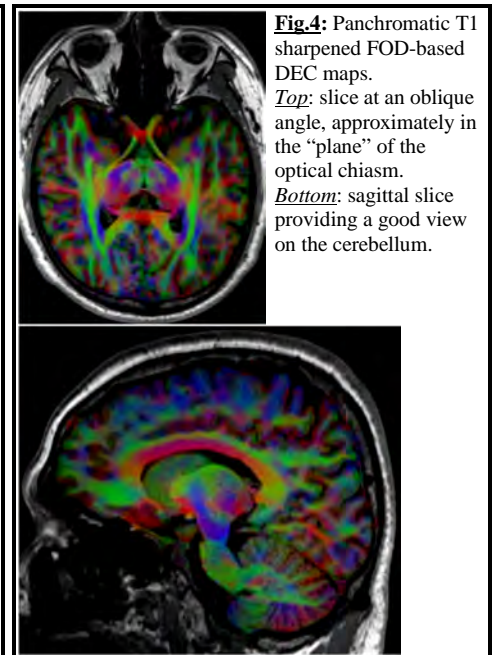 Fig.4: Panchromatic T1
sharpened FOD-based
DEC maps.
Top: slice at an oblique
angle, approximately in
the “plane” of the
optical chiasm.
Bottom: sagittal slice
providing a good view
on the cerebellum.